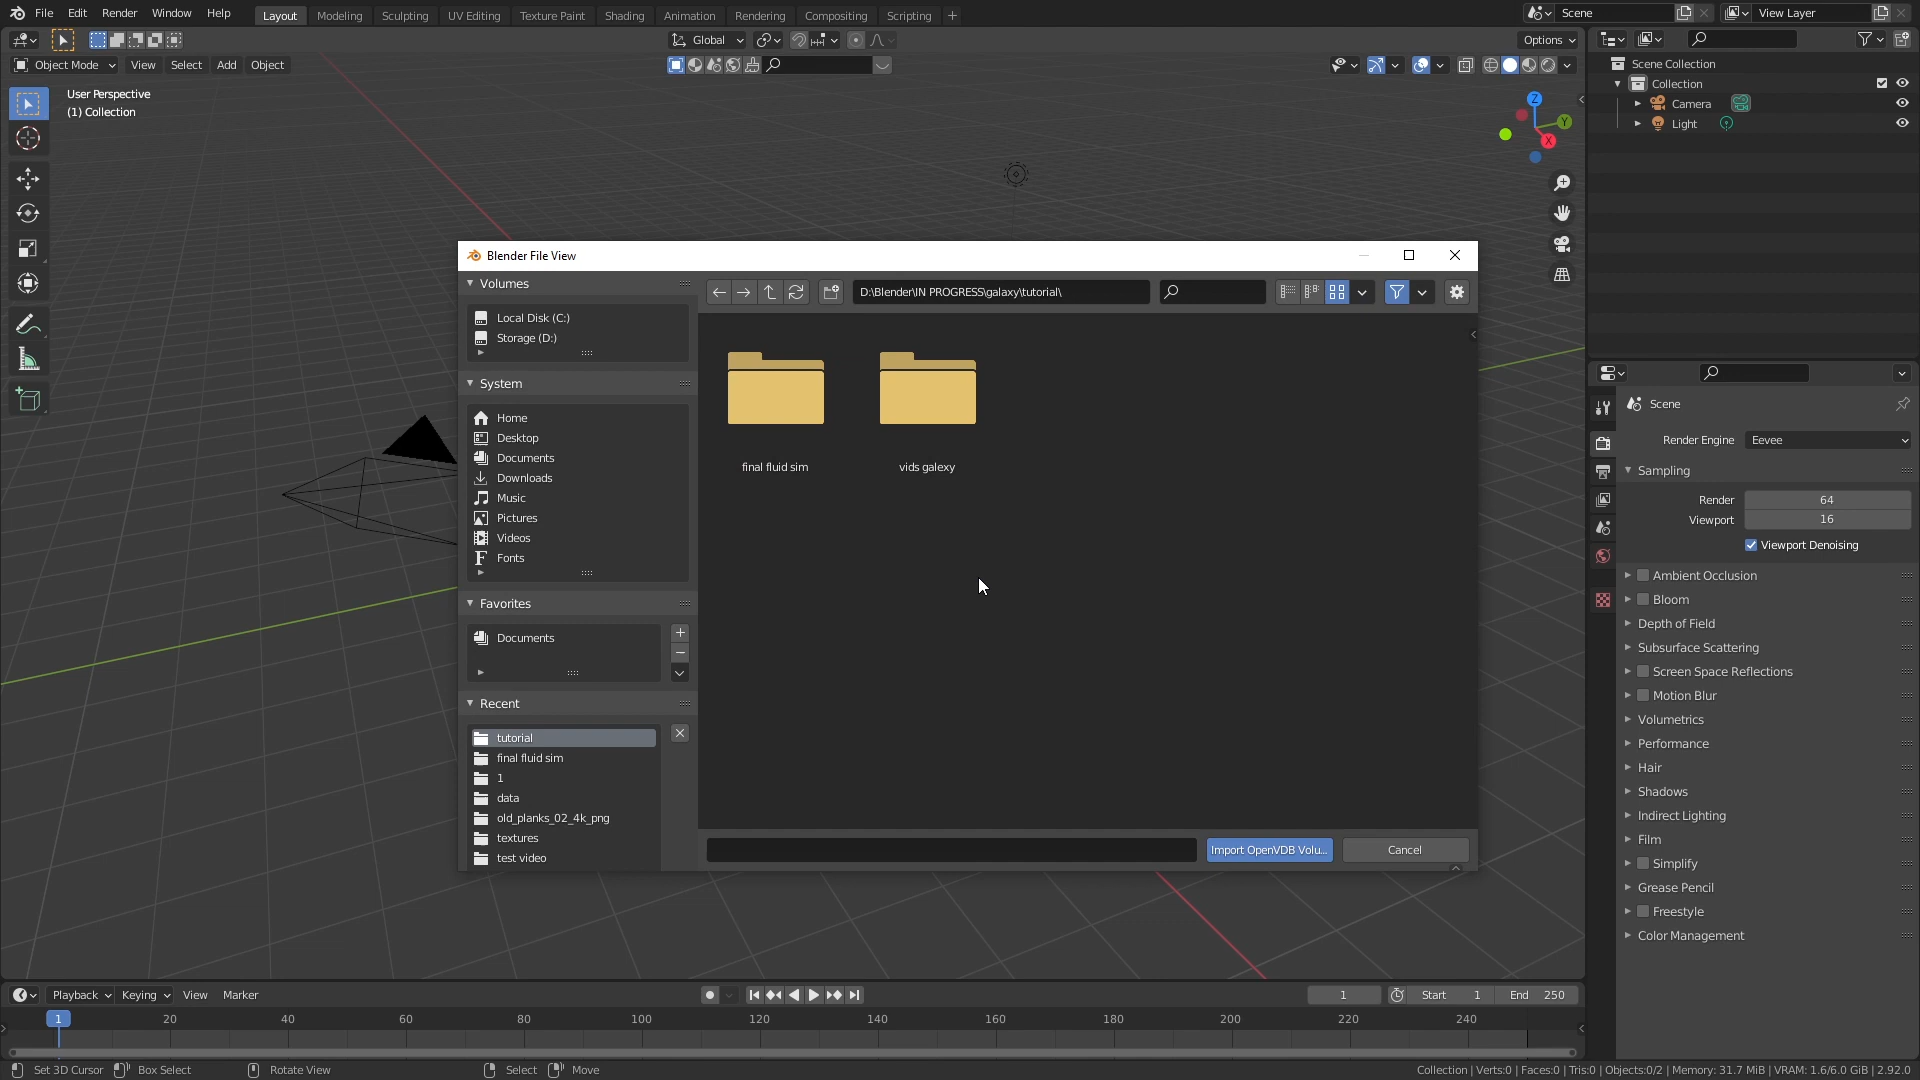 File Edit Render Window Help Layout Modeling Sculpting UV Editing Texture Paint Shading Animation Rendering Compositing Scripting + Scene View Layer
Global Options
Object Mode View Select Add Object
User Perspective
(1) Collection
Z
Y
X
Scene Collection
Collection
Camera
Light
Blender File View
Volumes
Local Disk (C:)
Storage (D:)
System
Home
Desktop
Documents
Downloads
Music
Pictures
Videos
Fonts
Favorites
Documents
Recent
tutorial
final fluid sim
1
data
old_planks_02_4k_png
textures
test video
D:\Blender\IN PROGRESS\galaxy\tutorial\
final fluid sim
vids galexy
Import OpenVDB Volu... Cancel
Scene
Render Engine Eevee
Sampling
Render 64
Viewport 16
Viewport Denoising
Ambient Occlusion
Bloom
Depth of Field
Subsurface Scattering
Screen Space Reflections
Motion Blur
Volumetrics
Performance
Hair
Shadows
Indirect Lighting
Film
Simplify
Grease Pencil
Freestyle
Color Management
Playback Keying View Marker 1 Start 1 End 250
1 20 40 60 80 100 120 140 160 180 200 220 240
Set 3D Cursor Box Select Rotate View Select Move Collection | Verts:0 | Faces:0 | Tris:0 | Objects:0/2 | Memory: 31.7 MiB | VRAM: 1.6/6.0 GiB | 2.92.0